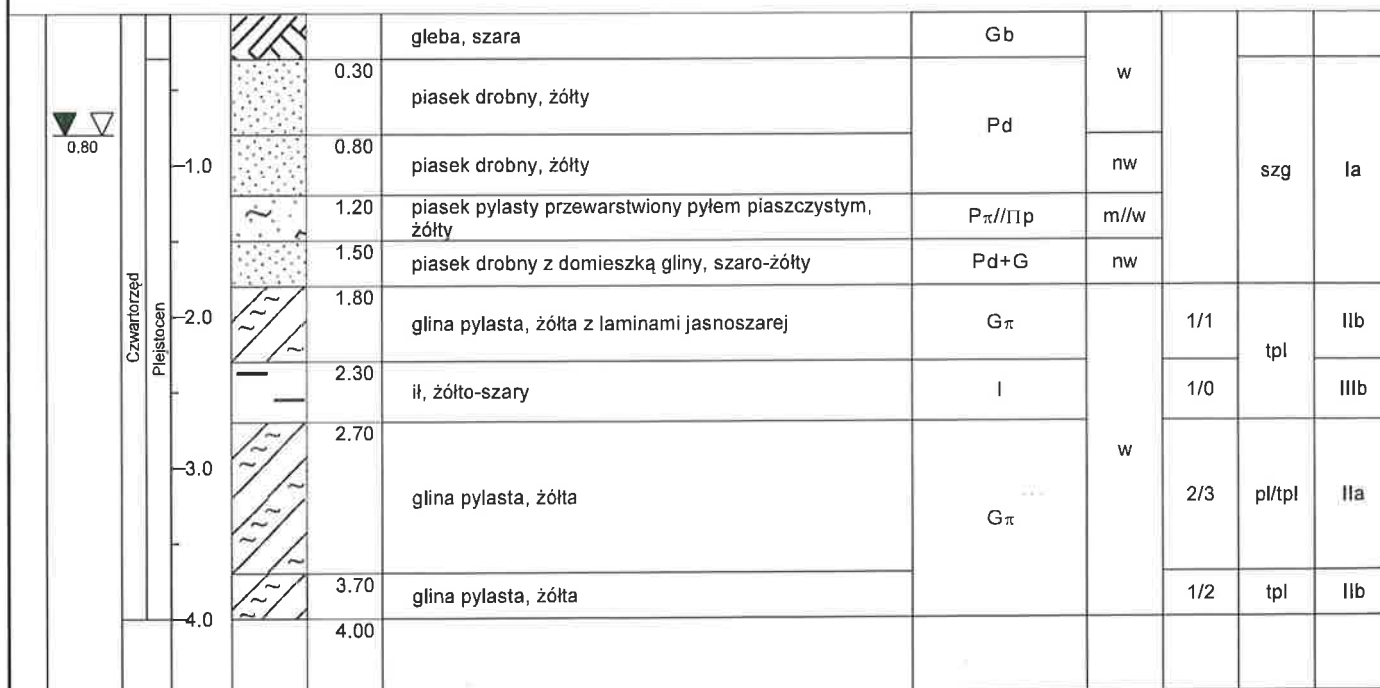 gleba, szara Gb
0.30 w
piasek drobny, żółty
Pd
0.80
0.80
piasek drobny, żółty nw
1.0
szg Ia
1.20 piasek pylasty przewarstwiony pyłem piaszczystym, żółty Pπ//Πp m//w
1.50
piasek drobny z domieszką gliny, szaro-żółty Pd+G nw
1.80
2.0
glina pylasta, żółta z laminami jasnoszarej Gπ 1/1 IIb
tpl
Czwartorzęd
Plejstocen
2.30
ił, żółto-szary I 1/0 IIIb
2.70
w
3.0
glina pylasta, żółta Gπ 2/3 pl/tpl IIa
3.70
glina pylasta, żółta 1/2 tpl IIb
4.0
4.00